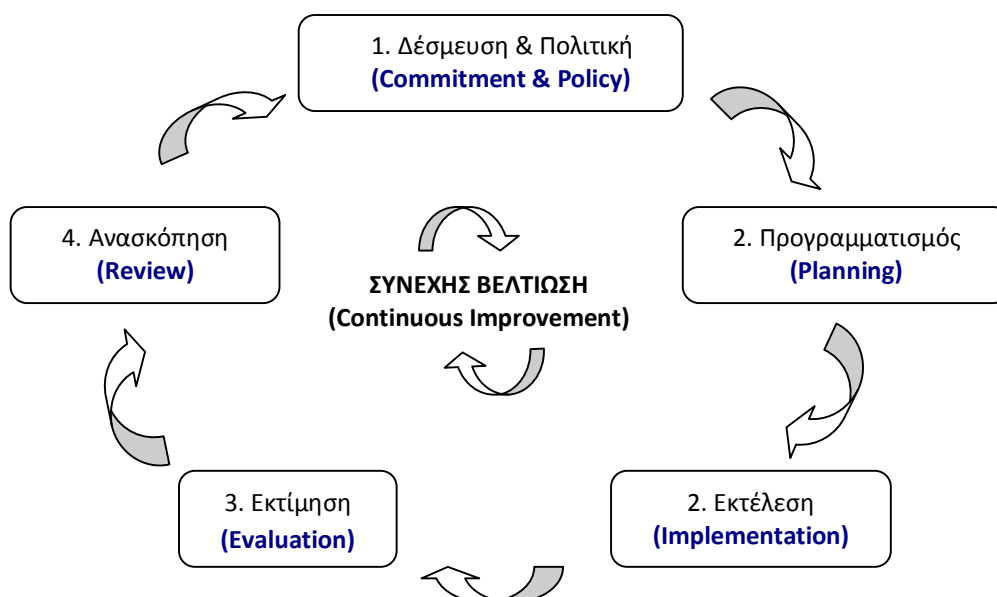 1. Δέσμευση & Πολιτική
(Commitment & Policy)
2. Προγραμματισμός
(Planning)
2. Εκτέλεση
(Implementation)
3. Εκτίμηση
(Evaluation)
4. Ανασκόπηση
(Review)
ΣΥΝΕΧΗΣ ΒΕΛΤΙΩΣΗ
(Continuous Improvement)